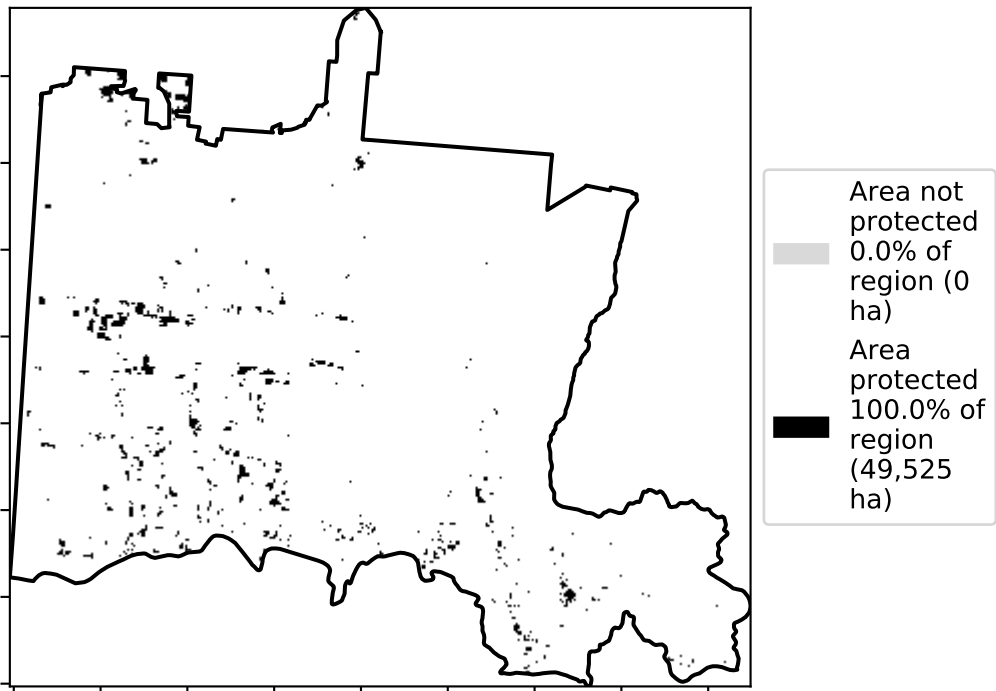 Area not
protected
0.0% of
region (0
ha)
Area
protected
100.0% of
region
(49,525
ha)